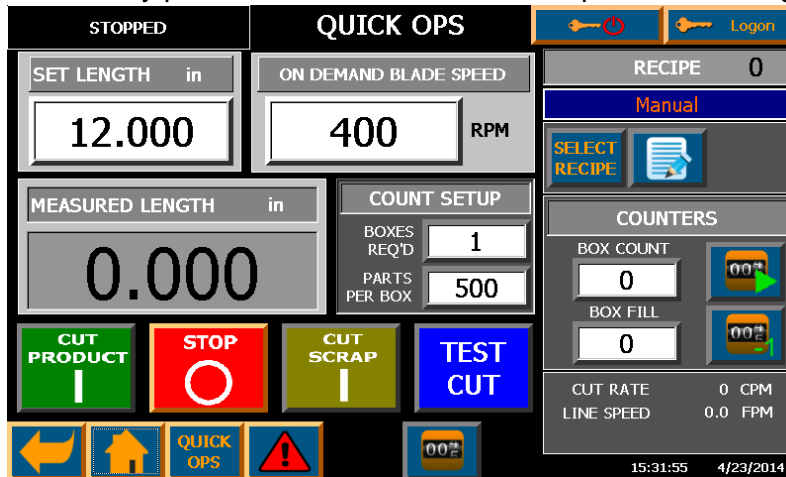 STOPPED
QUICK OPS
Logon
SET LENGTH in
12.000
ON DEMAND BLADE SPEED
400 RPM
RECIPE 0
Manual
SELECT
RECIPE
MEASURED LENGTH in
0.000
COUNT SETUP
BOXES
REQ'D
1
PARTS
PER BOX
500
COUNTERS
BOX COUNT
0
BOX FILL
0
-1
CUT
PRODUCT
STOP
CUT
SCRAP
TEST
CUT
CUT RATE 0 CPM
LINE SPEED 0.0 FPM
QUICK
OPS
15:31:55 4/23/2014